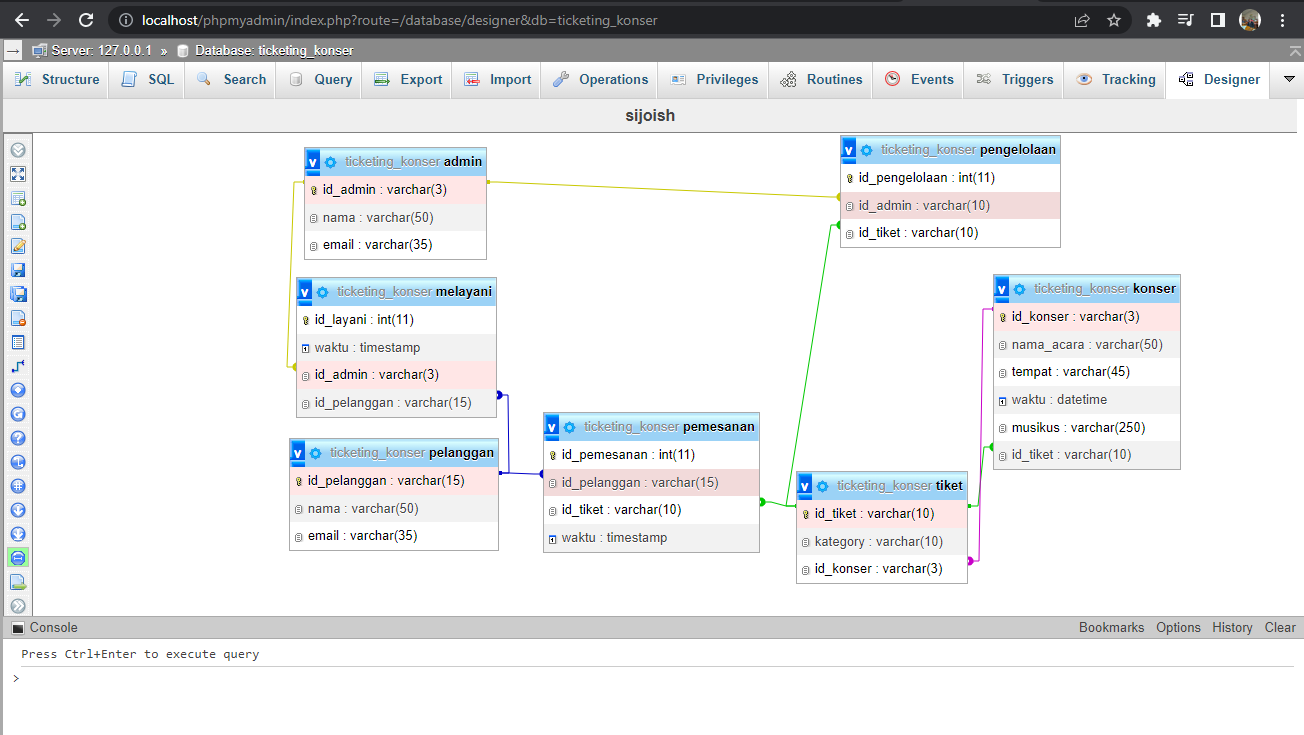 localhost/phpmyadmin/index.php?route=/database/designer&db=ticketing_konser
Server: 127.0.0.1 » Database: ticketing_konser
Structure SQL Search Query Export Import Operations Privileges Routines Events Triggers Tracking Designer
sijoish
v ticketing_konser admin
id_admin : varchar(3)
nama : varchar(50)
email : varchar(35)
v ticketing_konser pengelolaan
id_pengelolaan : int(11)
id_admin : varchar(10)
id_tiket : varchar(10)
v ticketing_konser melayani
id_layani : int(11)
waktu : timestamp
id_admin : varchar(3)
id_pelanggan : varchar(15)
v ticketing_konser konser
id_konser : varchar(3)
nama_acara : varchar(50)
tempat : varchar(45)
waktu : datetime
musikus : varchar(250)
id_tiket : varchar(10)
v ticketing_konser pelanggan
id_pelanggan : varchar(15)
nama : varchar(50)
email : varchar(35)
v ticketing_konser pemesanan
id_pemesanan : int(11)
id_pelanggan : varchar(15)
id_tiket : varchar(10)
waktu : timestamp
v ticketing_konser tiket
id_tiket : varchar(10)
kategory : varchar(10)
id_konser : varchar(3)
Console Bookmarks Options History Clear
Press Ctrl+Enter to execute query
>